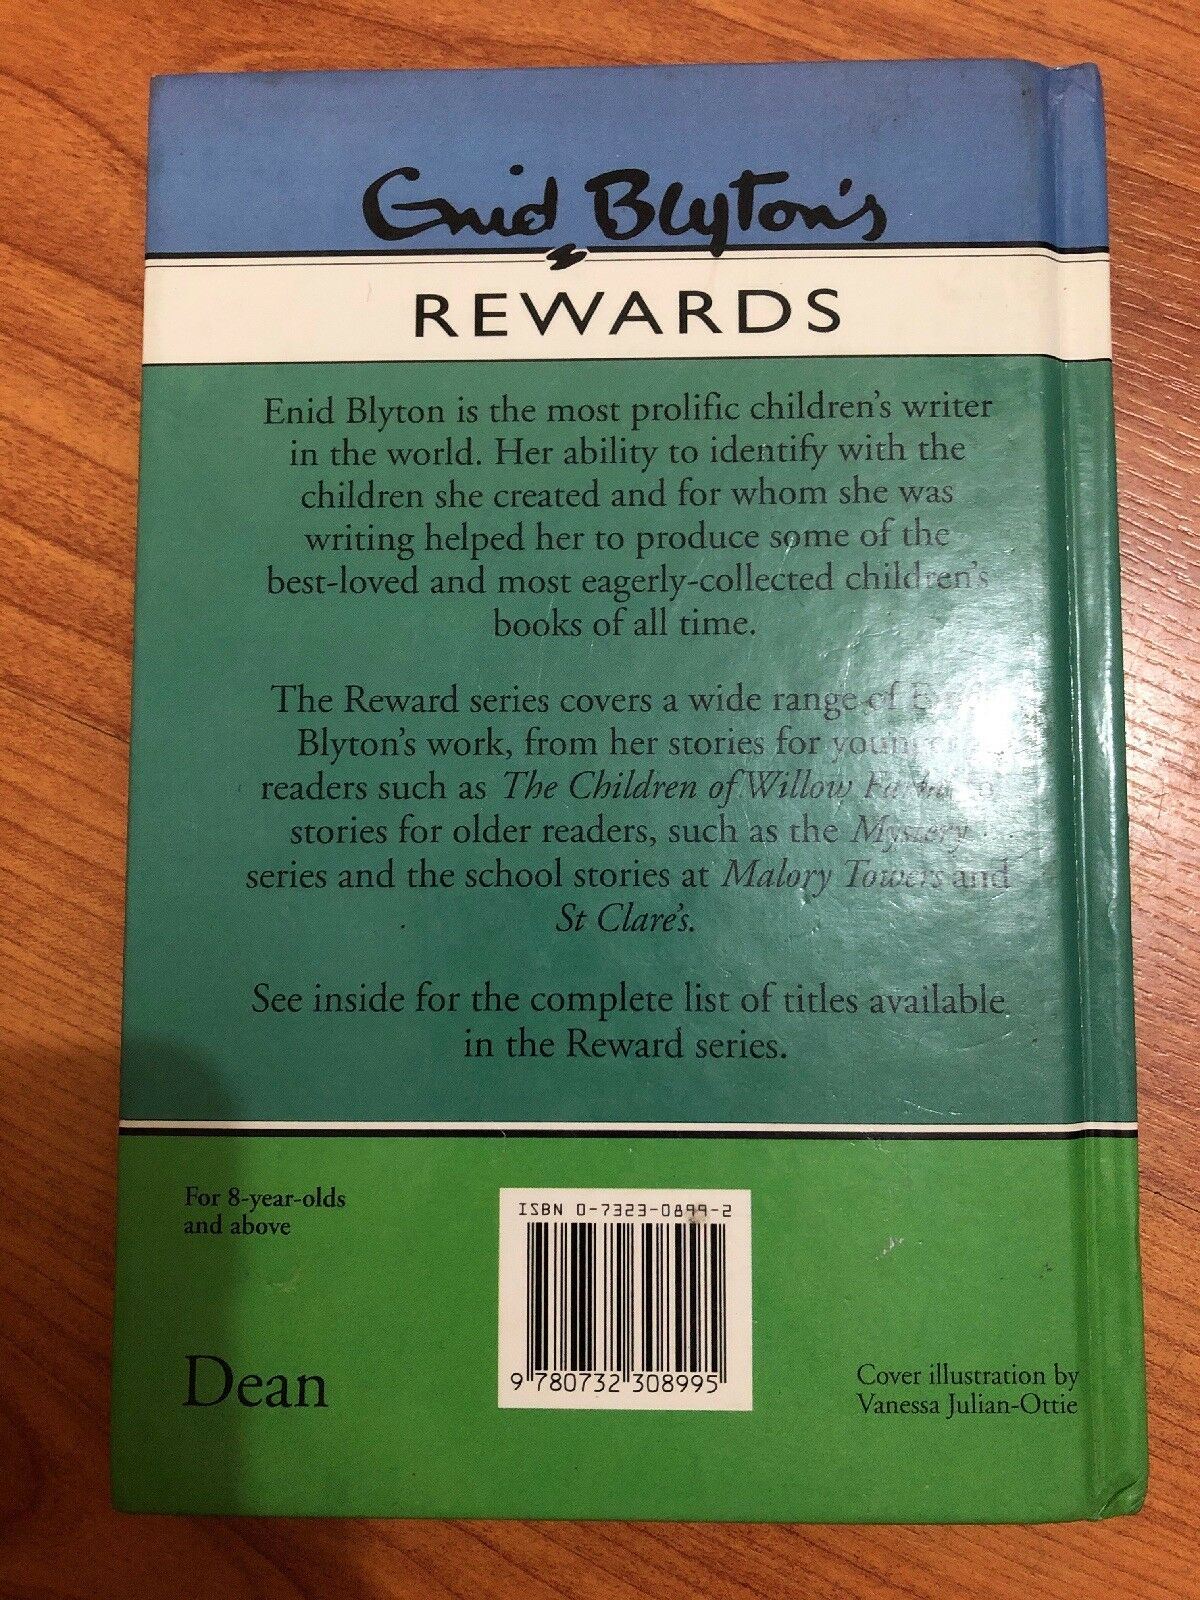 Enid Blyton's
REWARDS
Enid Blyton is the most prolific children's writer
in the world. Her ability to identify with the
children she created and for whom she was
writing helped her to produce some of the
best-loved and most eagerly-collected children's
books of all time.
The Reward series covers a wide range of Enid
Blyton's work, from her stories for younger
readers such as The Children of Willow Farm to
stories for older readers, such as the Mystery
series and the school stories at Malory Towers and
St Clare's.
See inside for the complete list of titles available
in the Reward series.
For 8-year-olds
and above
ISBN 0-7323-0899-2
9 780732 308995
Dean
Cover illustration by
Vanessa Julian-Ottie